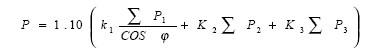 P = 1.10 ( k₁ ∑ P₁ / COS φ + K₂ ∑ P₂ + K₃ ∑ P₃ )